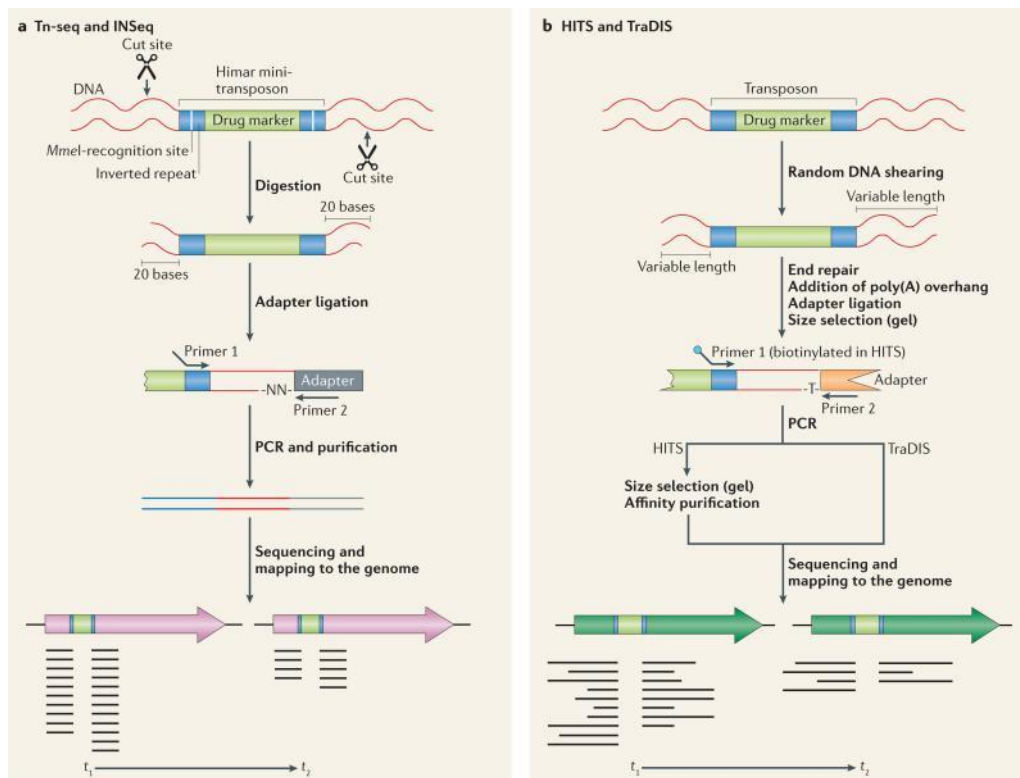 a Tn-seq and INSeq
Cut site
DNA
Himar mini-
transposon
Drug marker
MmeI-recognition site
Inverted repeat
Cut site
Digestion
20 bases
20 bases
Adapter ligation
Primer 1
Adapter
-NN-
Primer 2
PCR and purification
Sequencing and
mapping to the genome
t1
t2
b HITS and TraDIS
Transposon
Drug marker
Random DNA shearing
Variable length
Variable length
End repair
Addition of poly(A) overhang
Adapter ligation
Size selection (gel)
Primer 1 (biotinylated in HITS)
Adapter
-T-
Primer 2
PCR
HITS
TraDIS
Size selection (gel)
Affinity purification
Sequencing and
mapping to the genome
t1
t2